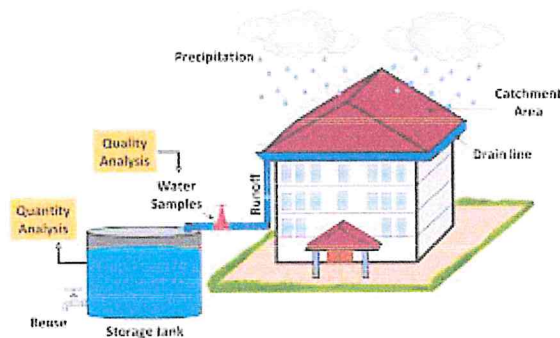 Precipitation
Catchment
Area
Drain line
Quality
Analysis
Water
Samples
Runoff
Quantity
Analysis
Reuse
Storage tank